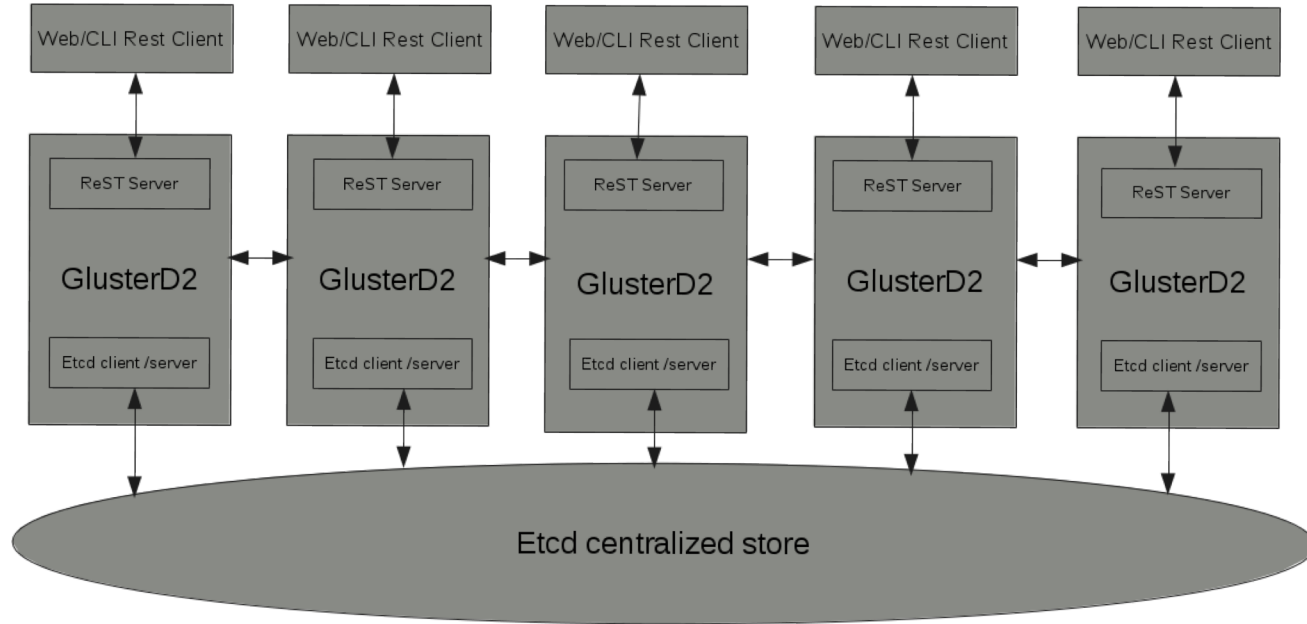 Web/CLI Rest Client
Web/CLI Rest Client
Web/CLI Rest Client
Web/CLI Rest Client
Web/CLI Rest Client
ReST Server
ReST Server
ReST Server
ReST Server
ReST Server
GlusterD2
GlusterD2
GlusterD2
GlusterD2
GlusterD2
Etcd client /server
Etcd client /server
Etcd client /server
Etcd client /server
Etcd client /server
Etcd centralized store